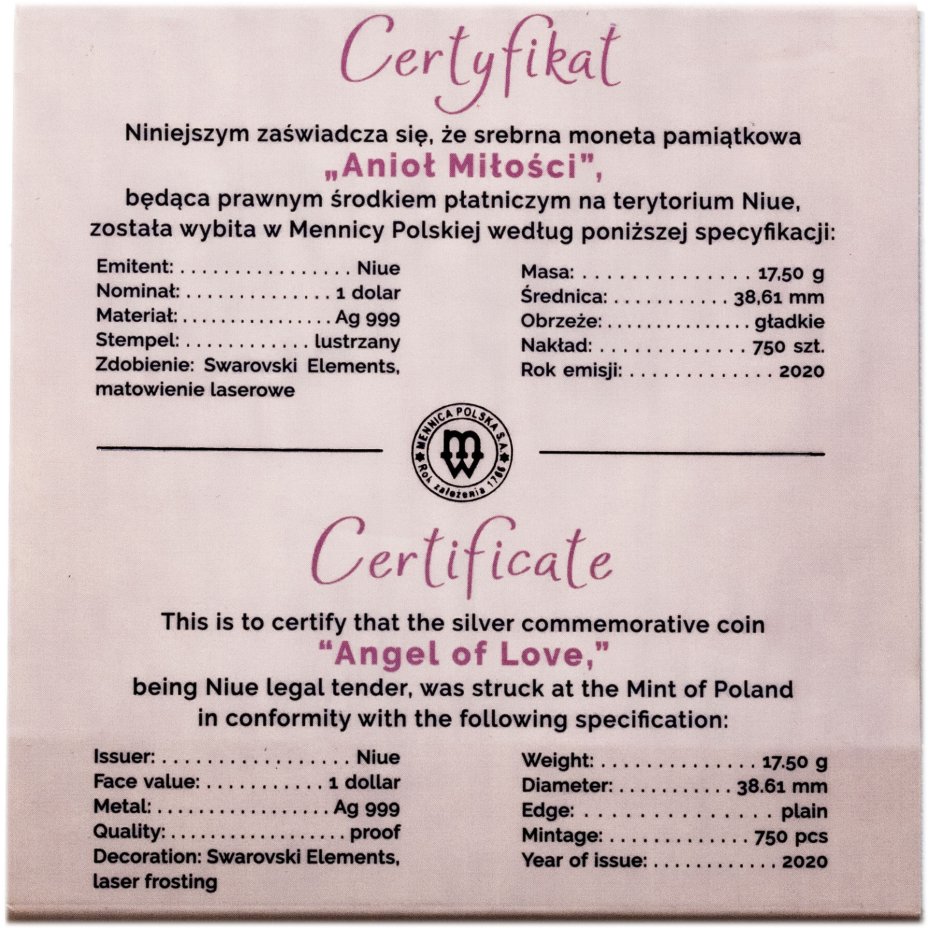 Certyfikat
Niniejszym zaświadcza się, że srebrna moneta pamiątkowa
„Anioł Miłości”,
będąca prawnym środkiem płatniczym na terytorium Niue,
została wybita w Mennicy Polskiej według poniższej specyfikacji:
Emitent: . . . . . . . . . . . . . . . . . Niue
Nominał: . . . . . . . . . . . . . . 1 dolar
Materiał: . . . . . . . . . . . . . . . Ag 999
Stempel: . . . . . . . . . . . . lustrzany
Zdobienie: Swarovski Elements,
matowienie laserowe
Masa: . . . . . . . . . . . . . . . 17,50 g
Średnica: . . . . . . . . . . . 38,61 mm
Obrzeże: . . . . . . . . . . . . . . gładkie
Nakład: . . . . . . . . . . . . . . 750 szt.
Rok emisji: . . . . . . . . . . . . . 2020
MENNICA POLSKA S.A.
MW
Rok założenia 1766
Certificate
This is to certify that the silver commemorative coin
“Angel of Love,”
being Niue legal tender, was struck at the Mint of Poland
in conformity with the following specification:
Issuer: . . . . . . . . . . . . . . . . . . Niue
Face value: . . . . . . . . . . . 1 dollar
Metal: . . . . . . . . . . . . . . . . . Ag 999
Quality: . . . . . . . . . . . . . . . . proof
Decoration: Swarovski Elements,
laser frosting
Weight: . . . . . . . . . . . . . . 17.50 g
Diameter: . . . . . . . . . . . 38.61 mm
Edge: . . . . . . . . . . . . . . . plain
Mintage: . . . . . . . . . . . . . 750 pcs
Year of issue: . . . . . . . . . . . 2020